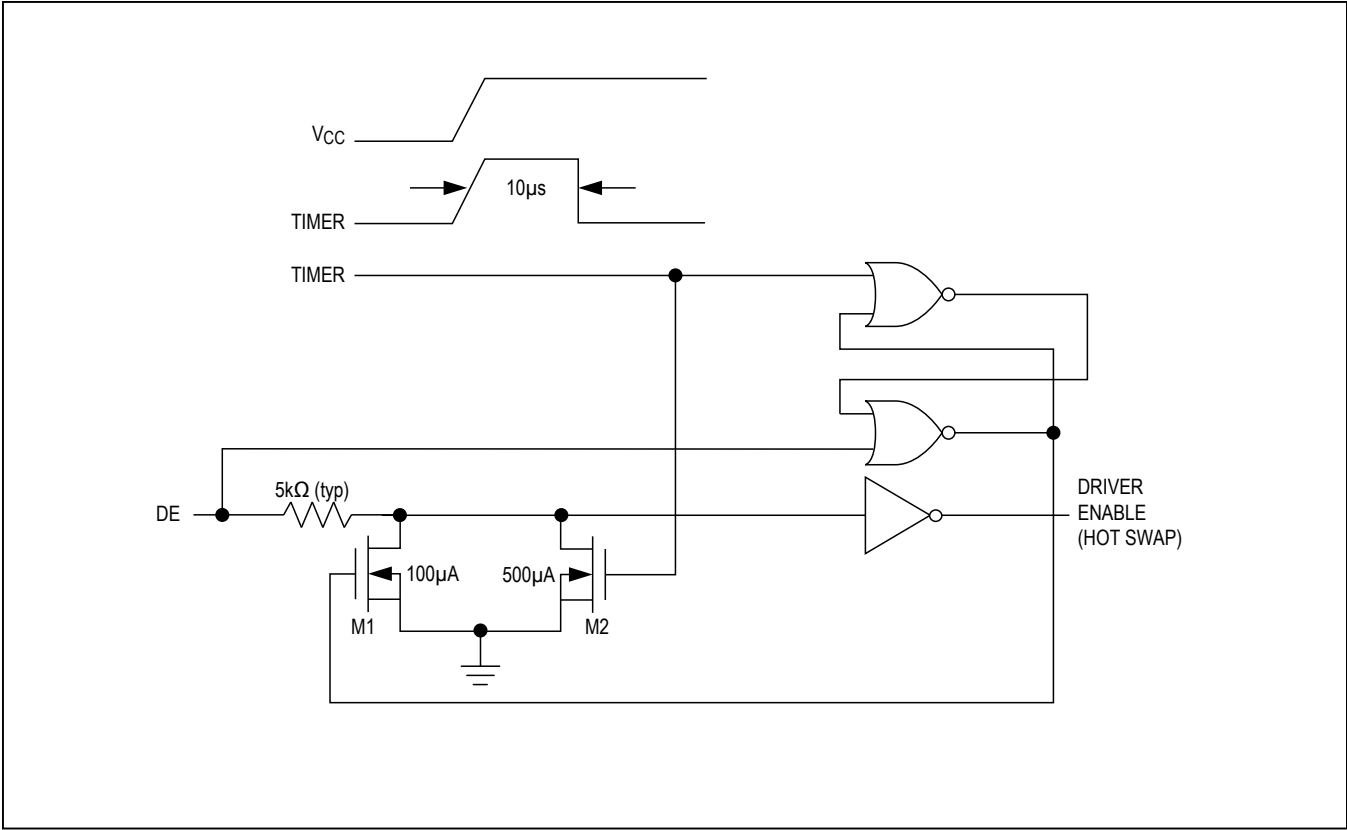 VCC
10µs
TIMER
TIMER
5kΩ (typ)
DE
DRIVER
ENABLE
(HOT SWAP)
100µA
500µA
M1
M2